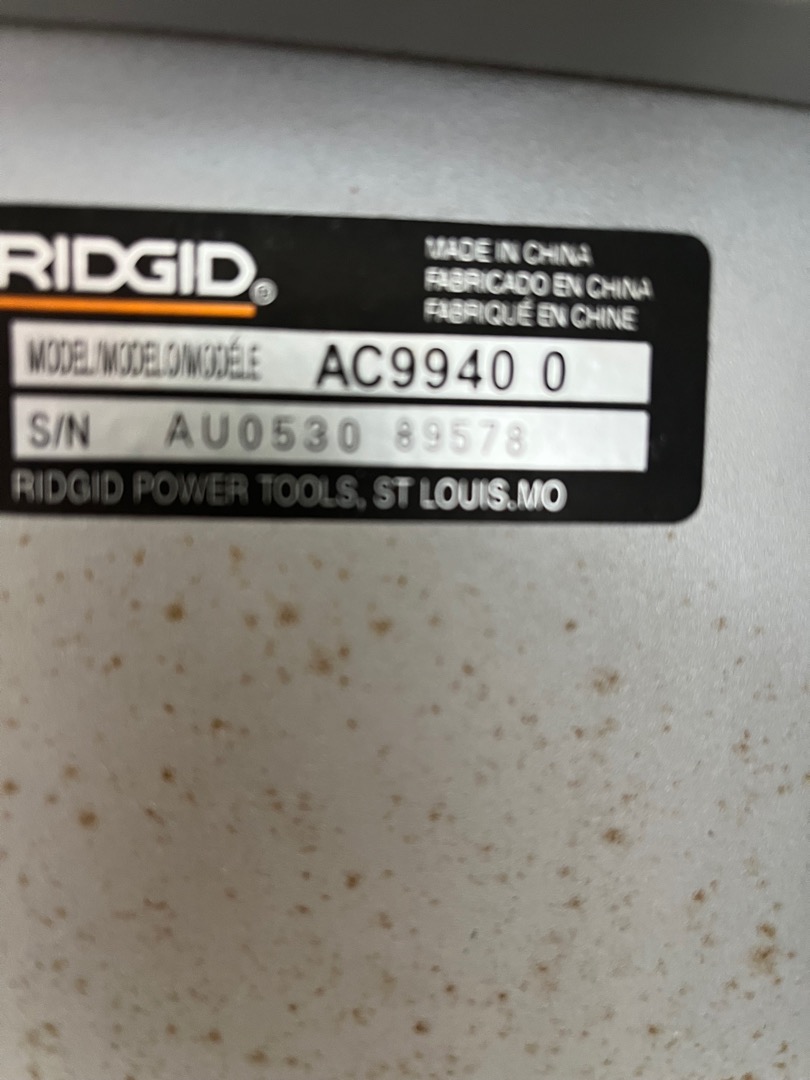 RIDGID®
MADE IN CHINA
FABRICADO EN CHINA
FABRIQUÉ EN CHINE
MODEL/MODELO/MODÉLE AC9940 0
S/N AU0530 89578
RIDGID POWER TOOLS, ST LOUIS.MO